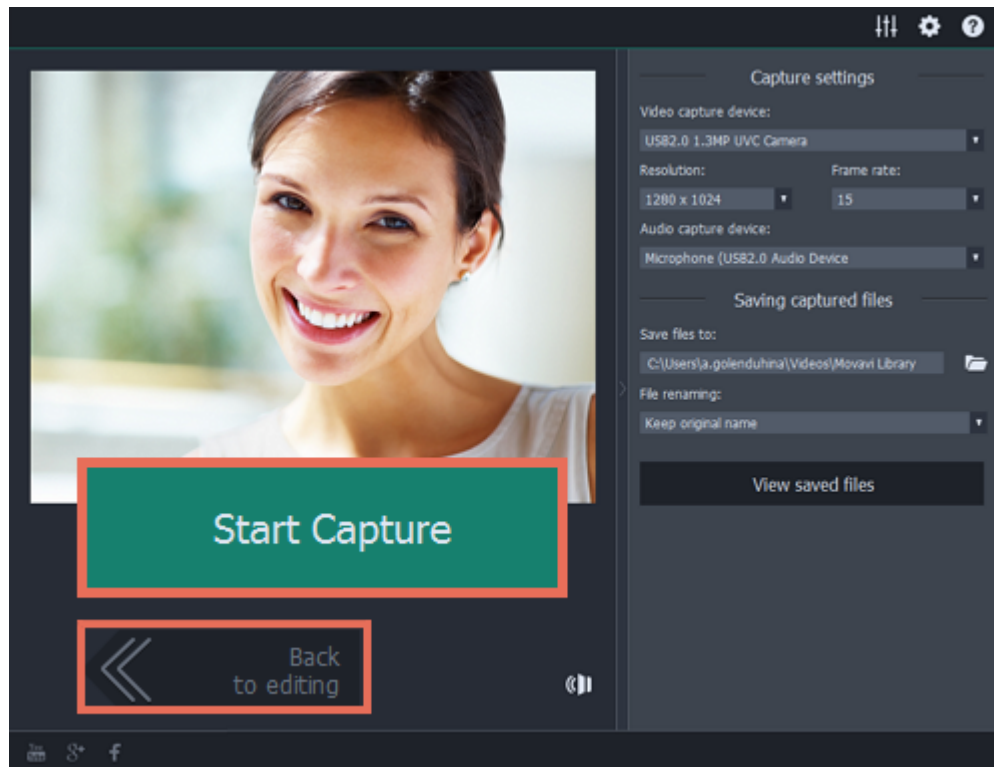 Capture settings
Video capture device:
USB2.0 1.3MP UVC Camera
Resolution: Frame rate:
1280 x 1024 15
Audio capture device:
Microphone (USB2.0 Audio Device
Saving captured files
Save files to:
C:\Users\a.golenduhina\Videos\Movavi Library
File renaming:
Keep original name
View saved files
Start Capture
Back
to editing